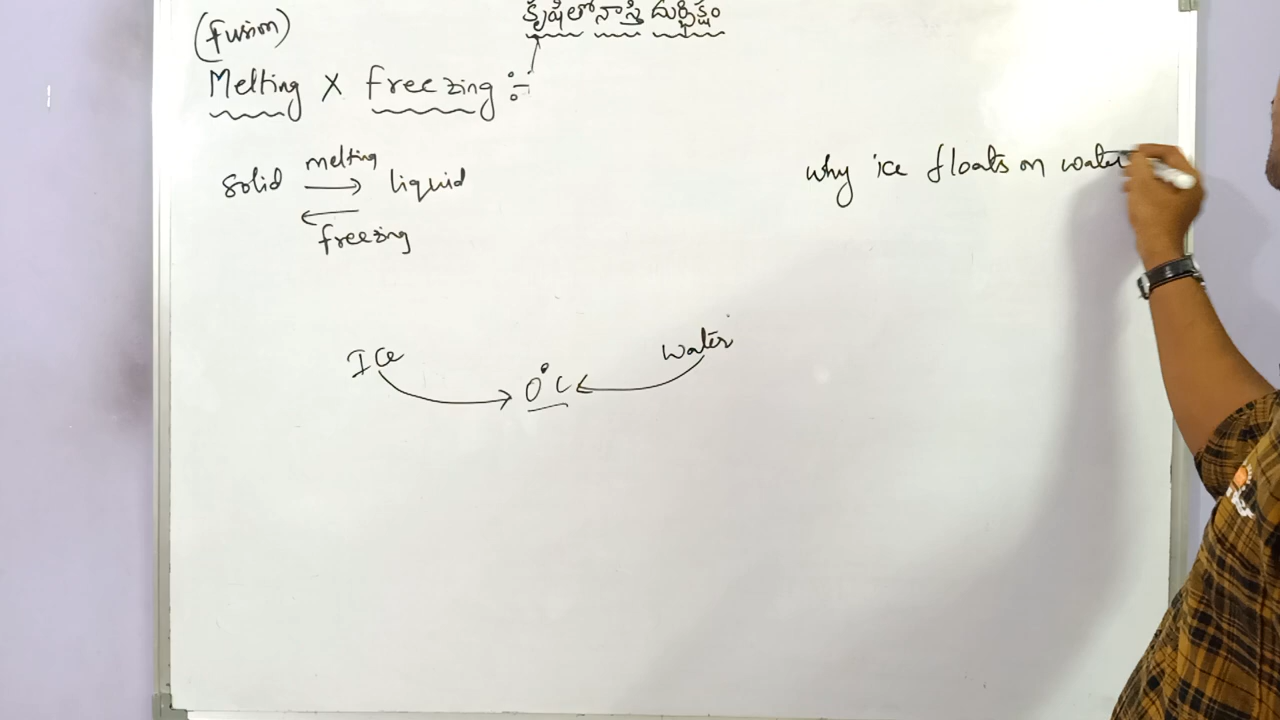 కృషిలో నాస్తి దుర్భిక్షం
(Fusion)
Melting X freezing ÷
melting
Solid → liquid
←
freezing
why ice floats on water
Ice
water
0°C